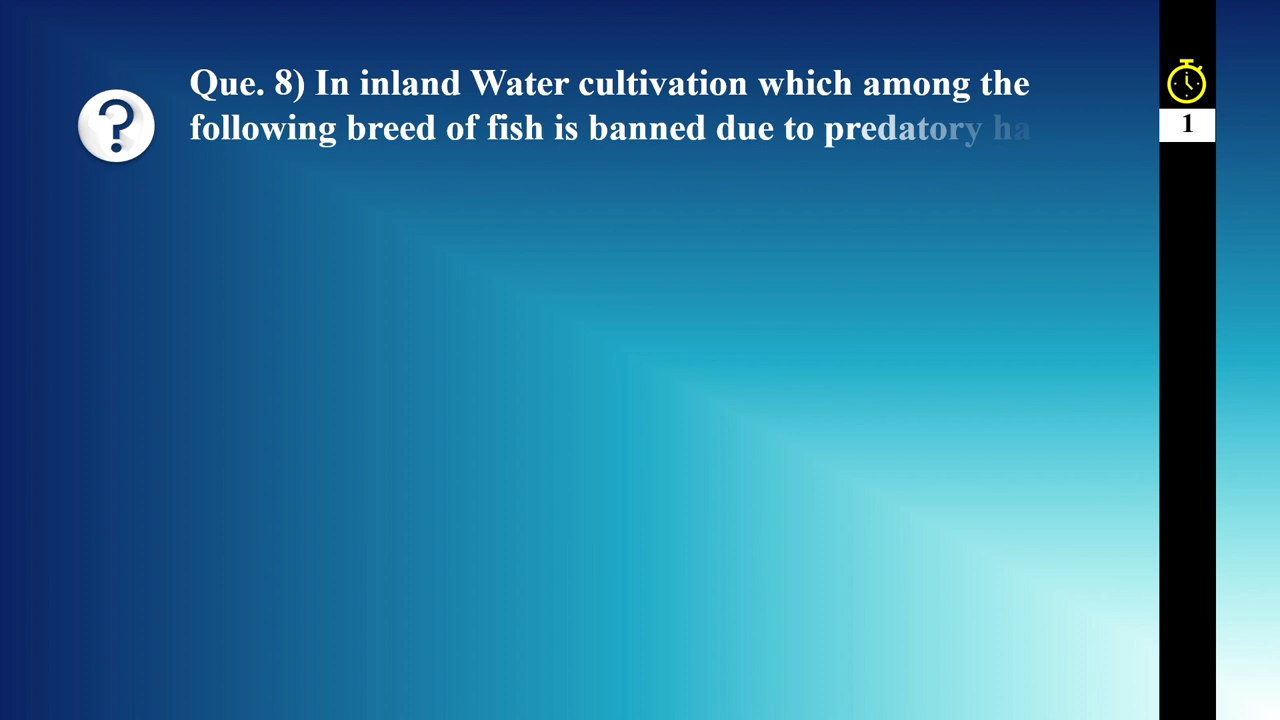 Que. 8) In inland Water cultivation which among the
following breed of fish is banned due to predatory ha
1